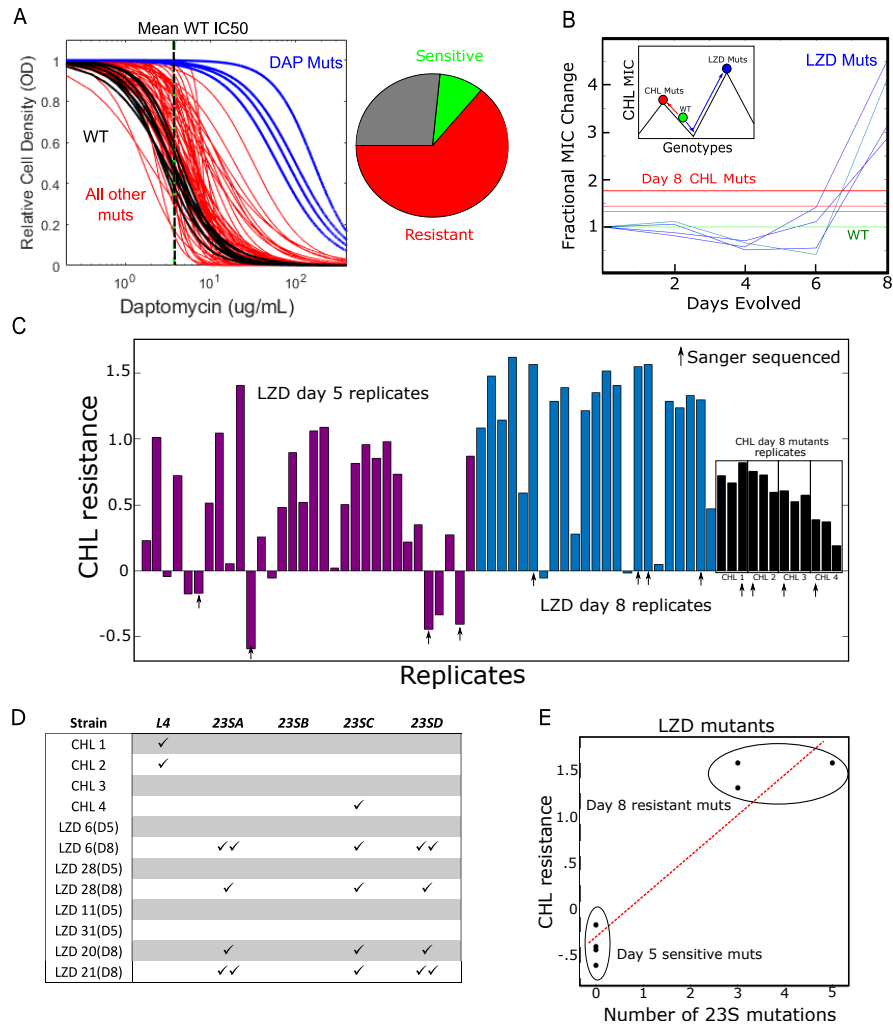 A
Mean WT IC50
Relative Cell Density (OD)
1
0.8
0.6
0.4
0.2
0
WT
DAP Muts
All other
muts
10^0
10^1
10^2
Daptomycin (ug/mL)
Sensitive
Resistant
B
Fractional MIC Change
4
3
2
1
CHL MIC
CHL Muts
WT
LZD Muts
Genotypes
LZD Muts
Day 8 CHL Muts
WT
0
2
4
6
8
Days Evolved
C
CHL resistance
1.5
1.0
0.5
0
-0.5
LZD day 5 replicates
Sanger sequenced
CHL day 8 mutants
replicates
CHL 1
CHL 2
CHL 3
CHL 4
LZD day 8 replicates
Replicates
D
Strain L4 23SA 23SB 23SC 23SD
CHL 1 ✓
CHL 2 ✓
CHL 3
CHL 4 ✓
LZD 6(D5)
LZD 6(D8) ✓✓ ✓ ✓✓
LZD 28(D5)
LZD 28(D8) ✓ ✓ ✓
LZD 11(D5)
LZD 31(D5)
LZD 20(D8) ✓ ✓ ✓
LZD 21(D8) ✓✓ ✓ ✓✓
E
LZD mutants
CHL resistance
1.5
1.0
.5
0
-.5
Day 8 resistant muts
Day 5 sensitive muts
0
1
2
3
4
5
Number of 23S mutations